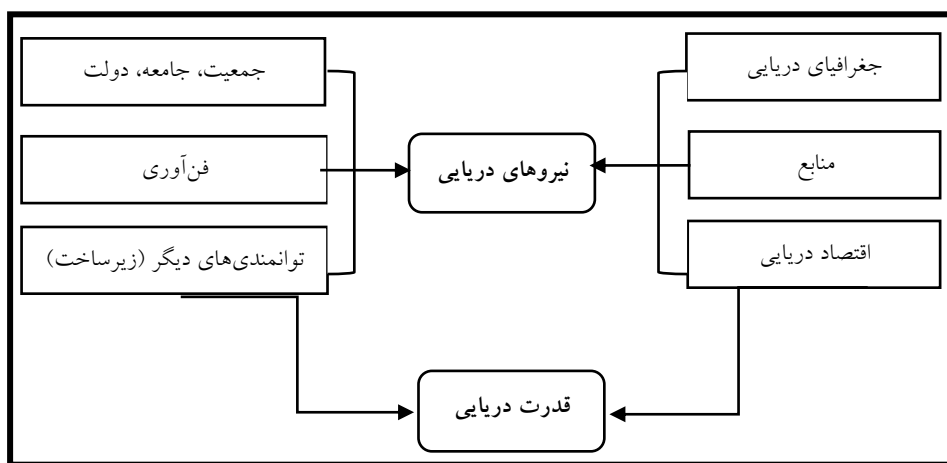 جغرافیای دریایی
منابع
اقتصاد دریایی
نیروهای دریایی
جمعیت، جامعه، دولت
فن‌آوری
توانمندی‌های دیگر (زیرساخت)
قدرت دریایی